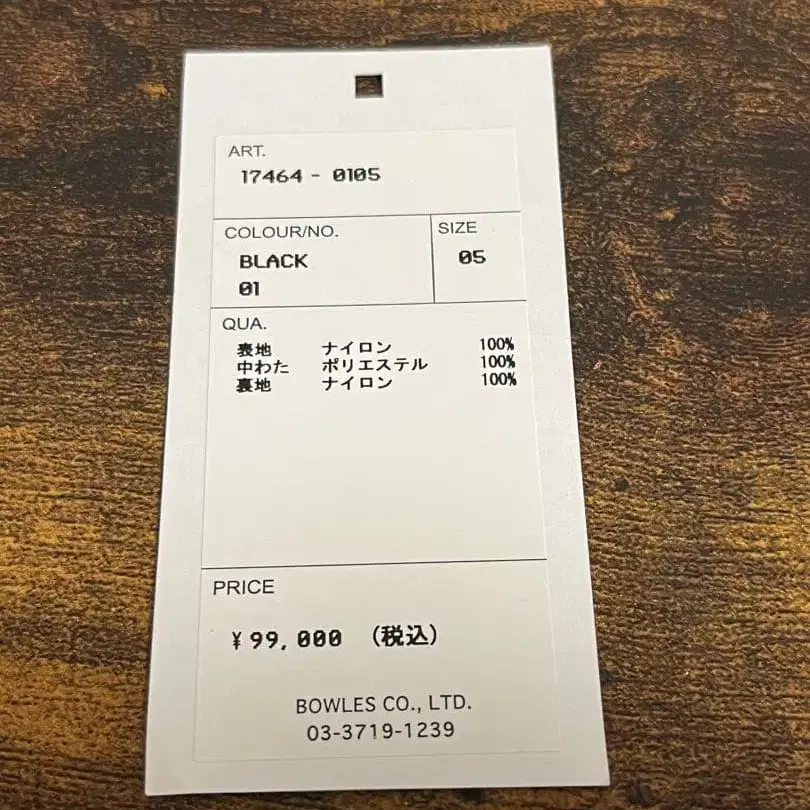 ART.
17464 - 0105
COLOUR/NO.
BLACK
01
SIZE
05
QUA.
表地 ナイロン 100%
中わた ポリエステル 100%
裏地 ナイロン 100%
PRICE
¥99,000 (税込)
BOWLES CO., LTD.
03-3719-1239